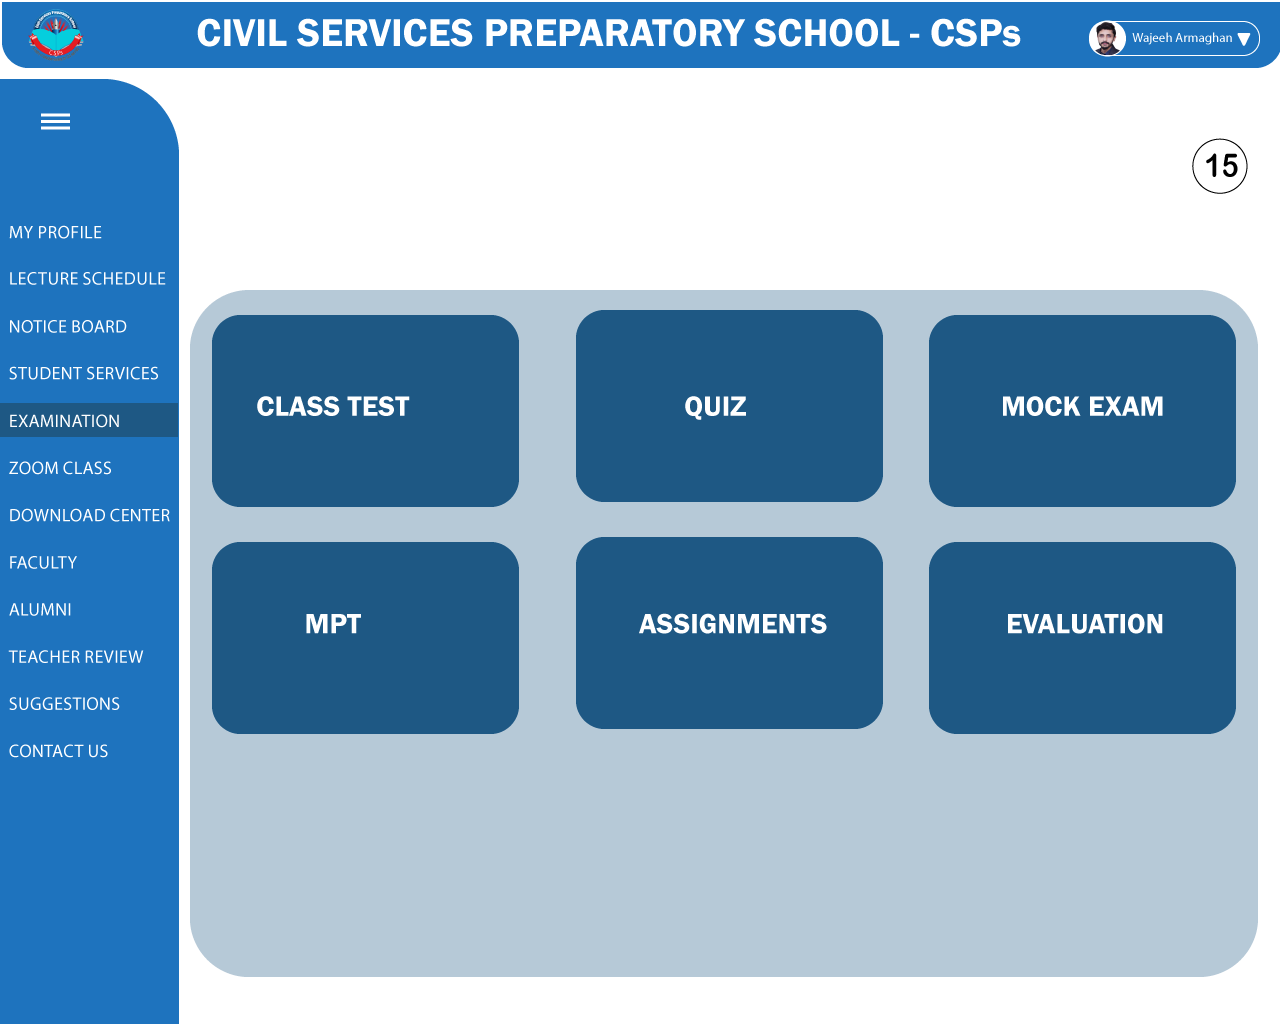 CIVIL SERVICES PREPARATORY SCHOOL - CSPs
Wajeeh Armaghan
15
MY PROFILE
LECTURE SCHEDULE
NOTICE BOARD
STUDENT SERVICES
EXAMINATION
ZOOM CLASS
DOWNLOAD CENTER
FACULTY
ALUMNI
TEACHER REVIEW
SUGGESTIONS
CONTACT US
CLASS TEST
QUIZ
MOCK EXAM
MPT
ASSIGNMENTS
EVALUATION